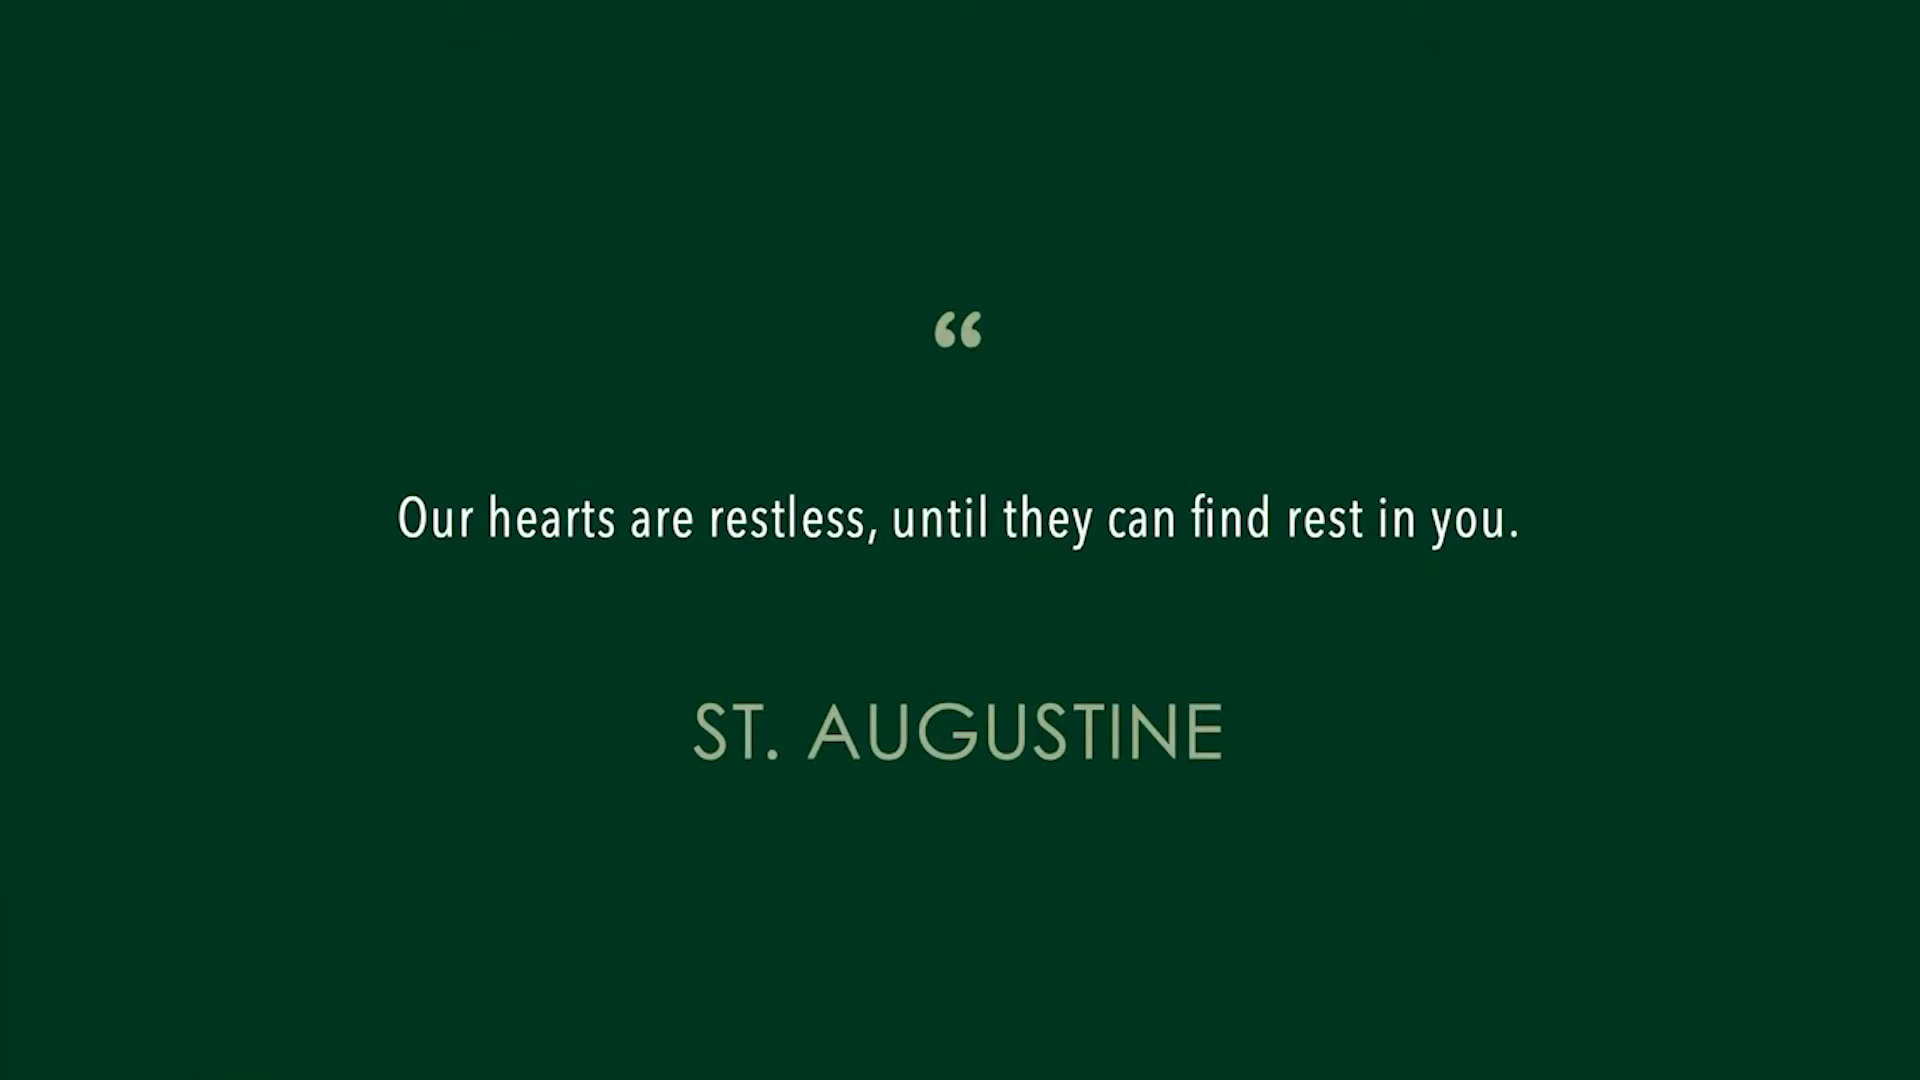 “
Our hearts are restless, until they can find rest in you.
ST. AUGUSTINE